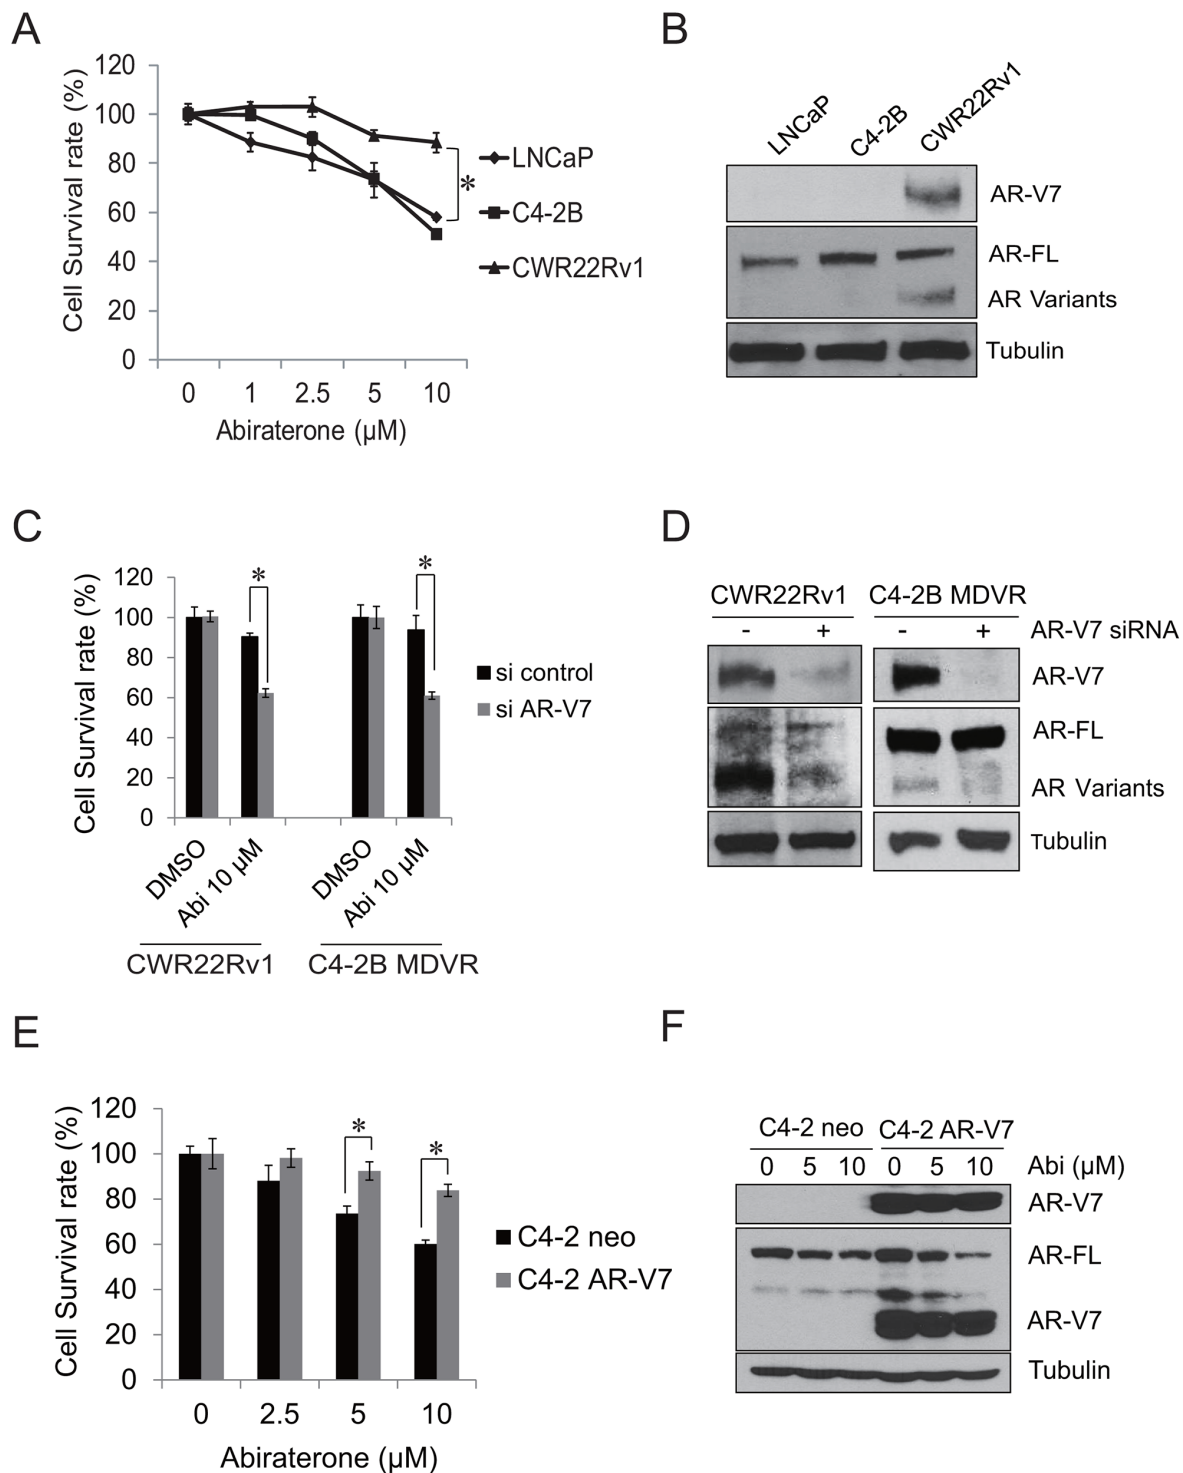 A
Cell Survival rate (%)
120
100
80
60
40
20
0
0 1 2.5 5 10
Abiraterone (µM)
LNCaP
C4-2B
CWR22Rv1
*
B
LNCaP C4-2B CWR22Rv1
AR-V7
AR-FL
AR Variants
Tubulin
C
Cell Survival rate (%)
120
100
80
60
40
20
0
* *
si control
si AR-V7
DMSO Abi 10 µM DMSO Abi 10 µM
CWR22Rv1 C4-2B MDVR
D
CWR22Rv1 C4-2B MDVR
- + - + AR-V7 siRNA
AR-V7
AR-FL
AR Variants
Tubulin
E
Cell Survival rate (%)
120
100
80
60
40
20
0
* *
C4-2 neo
C4-2 AR-V7
0 2.5 5 10
Abiraterone (µM)
F
C4-2 neo C4-2 AR-V7
0 5 10 0 5 10 Abi (µM)
AR-V7
AR-FL
AR-V7
Tubulin